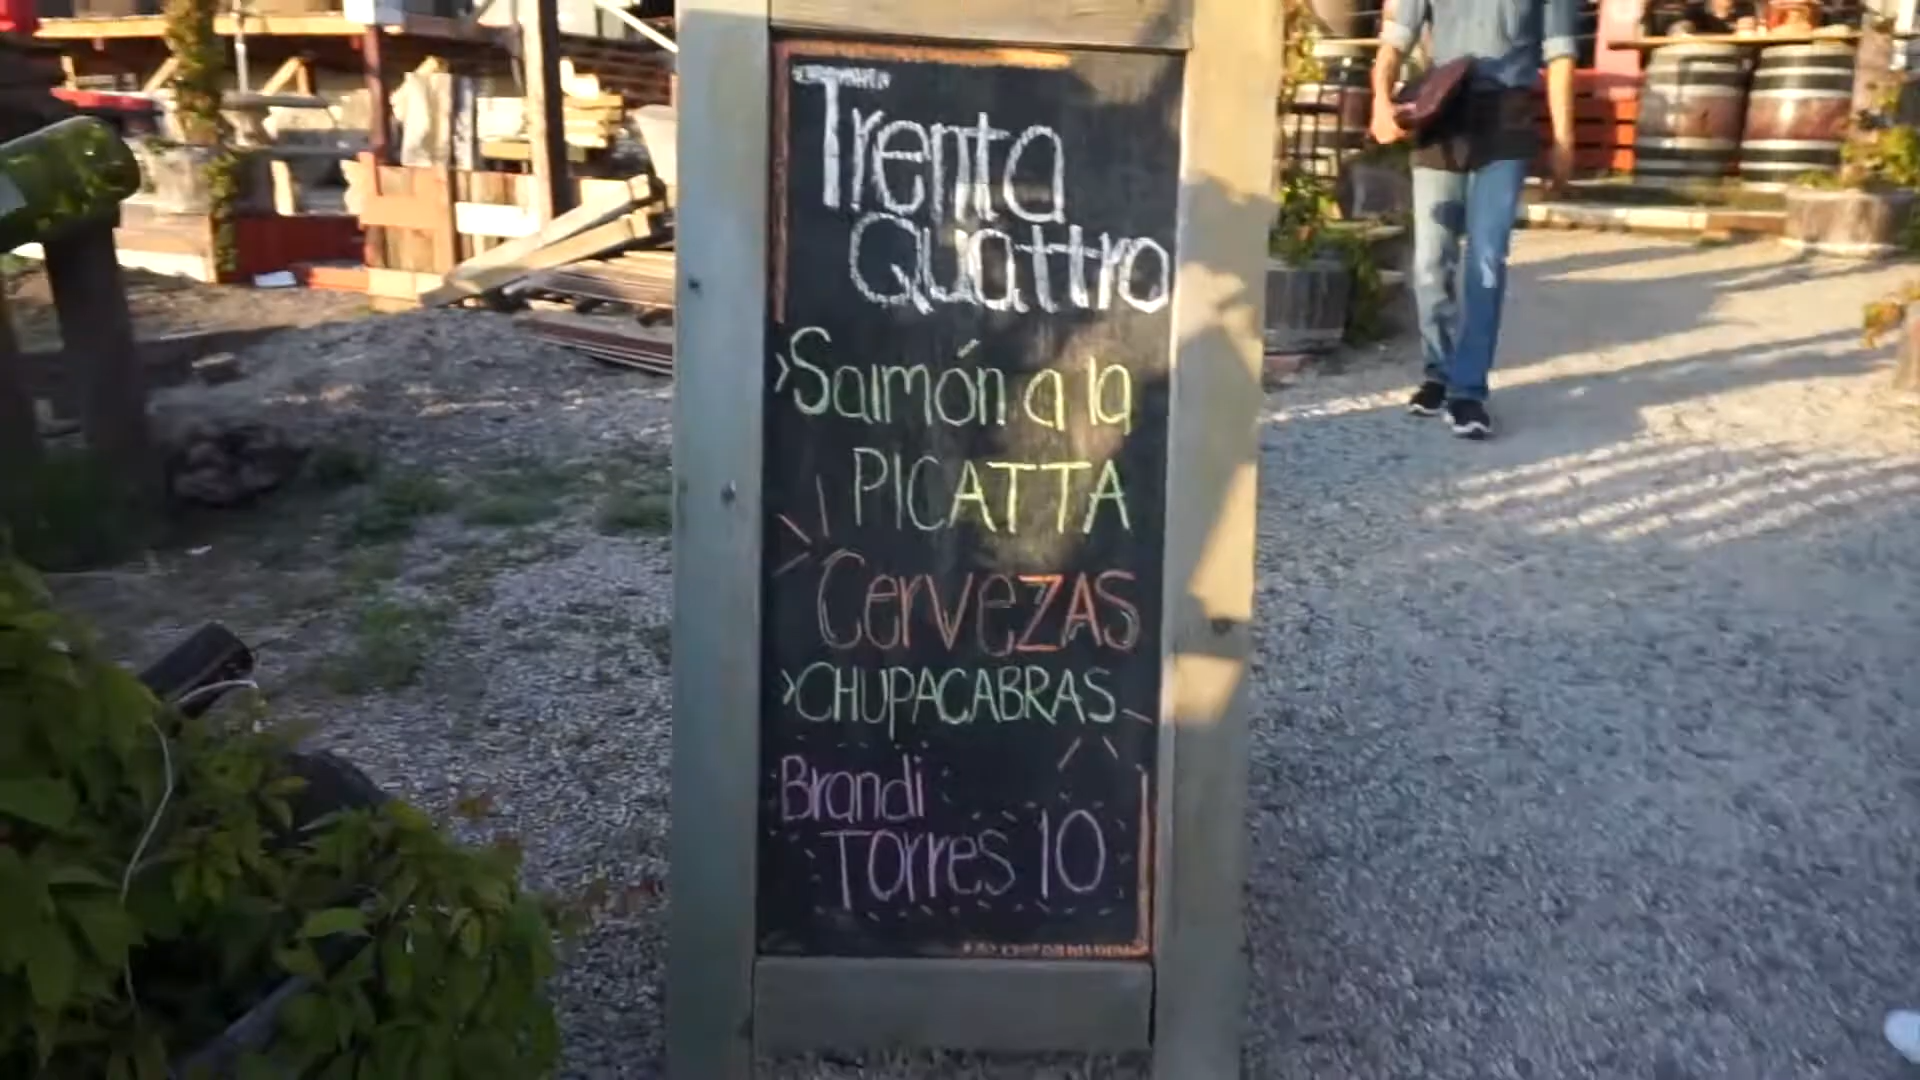 Trenta
Quattro
›Salmón a la
PICATTA
CervezAS
›CHUPACABRAS
Brandi
Torres 10